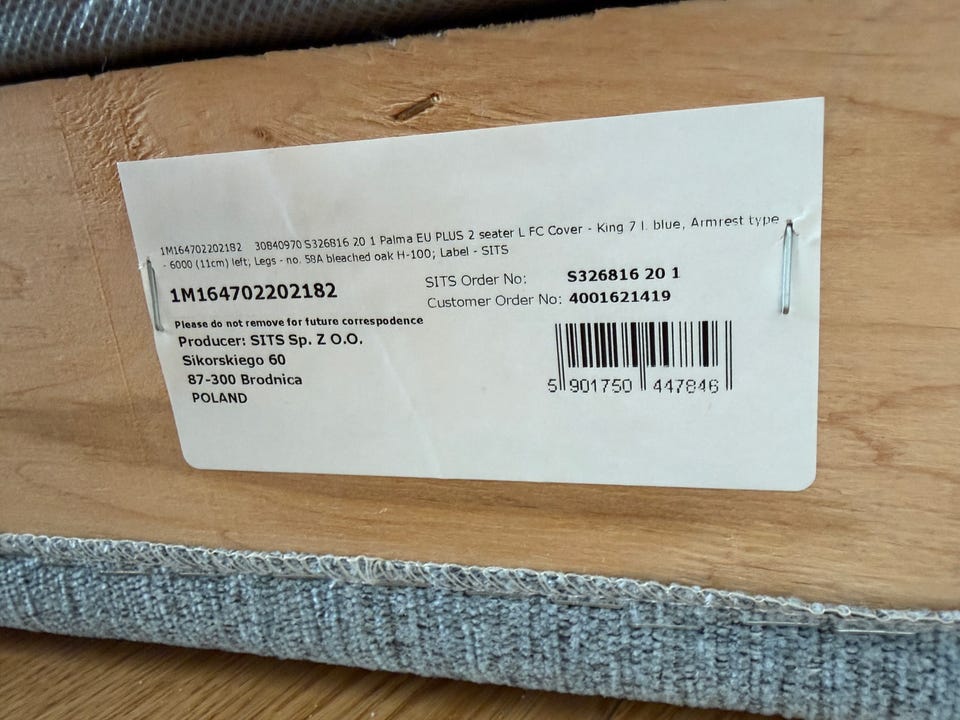 1M164702202182 30840970 S326816 20 1 Palma EU PLUS 2 seater L FC Cover - King 7 l. blue, Armrest type
- 6000 (11cm) left; Legs - no. 58A bleached oak H-100; Label - SITS
1M164702202182
SITS Order No: S326816 20 1
Customer Order No: 4001621419
Please do not remove for future correspodence
Producer: SITS Sp. Z O.O.
Sikorskiego 60
87-300 Brodnica
POLAND
5 901750 447846